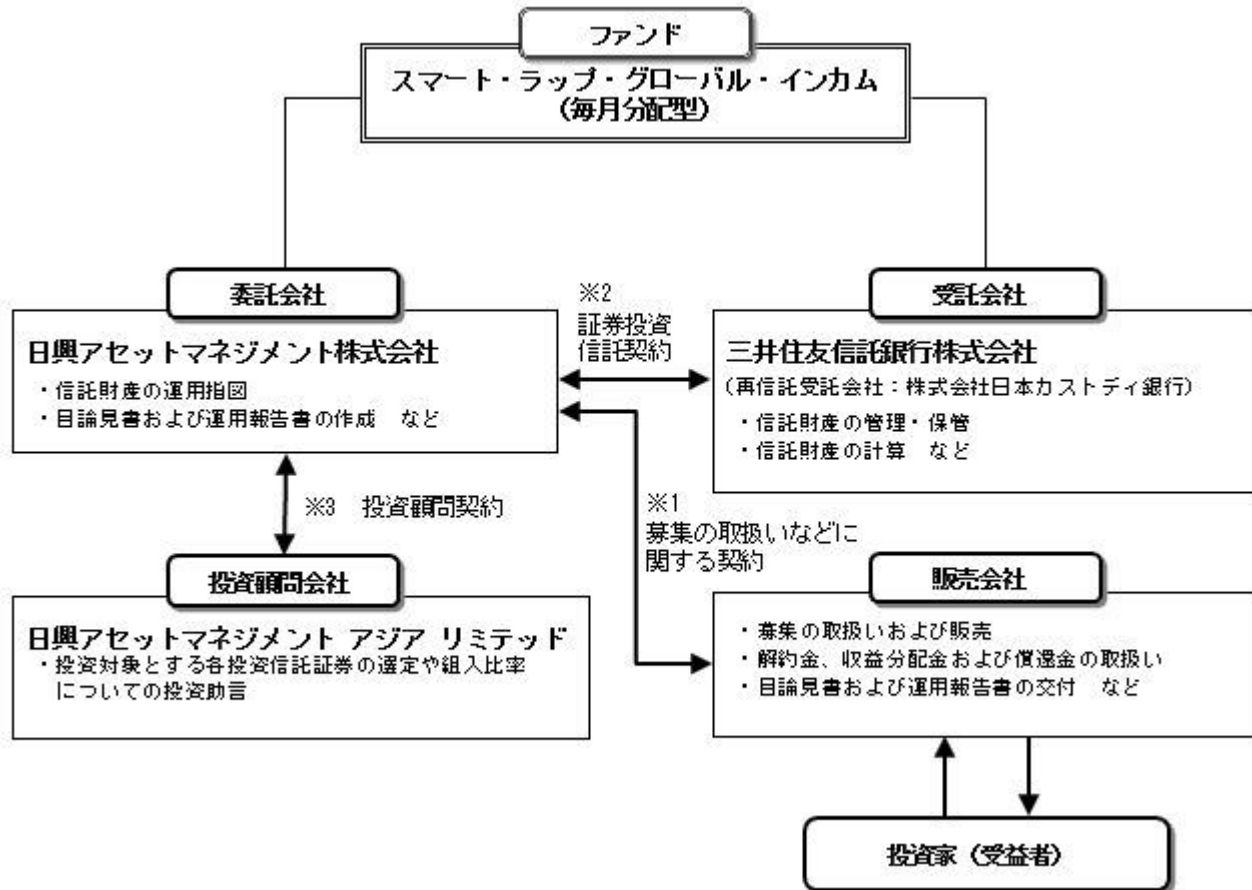 ファンド
スマート・ラップ・グローバル・インカム
（毎月分配型）
委託会社
日興アセットマネジメント株式会社
・信託財産の運用指図
・目論見書および運用報告書の作成　など
※2
証券投資
信託契約
受託会社
三井住友信託銀行株式会社
（再信託受託会社：株式会社日本カストディ銀行）
・信託財産の管理・保管
・信託財産の計算　など
※3　投資顧問契約
※1
募集の取扱いなどに
関する契約
投資顧問会社
日興アセットマネジメント アジア リミテッド
・投資対象とする各投資信託証券の選定や組入比率
についての投資助言
販売会社
・募集の取扱いおよび販売
・解約金、収益分配金および償還金の取扱い
・目論見書および運用報告書の交付　など
投資家（受益者）